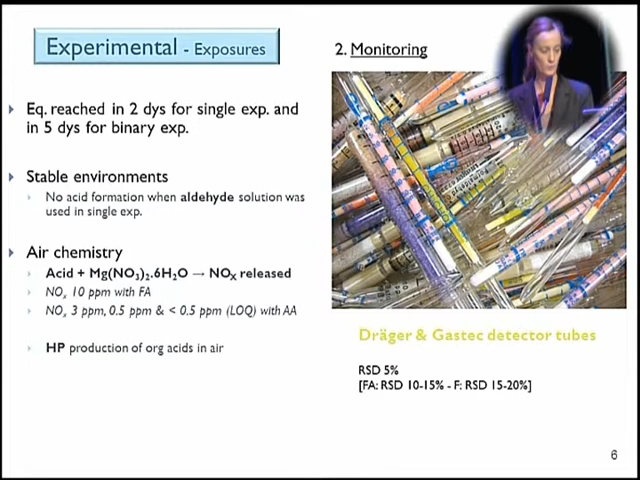 Experimental - Exposures
Eq. reached in 2 dys for single exp. and
in 5 dys for binary exp.
Stable environments
No acid formation when aldehyde solution was
used in single exp.
Air chemistry
Acid + Mg(NO3)2.6H2O → NOX released
NOx 10 ppm with FA
NOx 3 ppm, 0.5 ppm & < 0.5 ppm (LOQ) with AA
HP production of org acids in air
2. Monitoring
Dräger & Gastec detector tubes
RSD 5%
[FA: RSD 10-15% - F: RSD 15-20%]
6